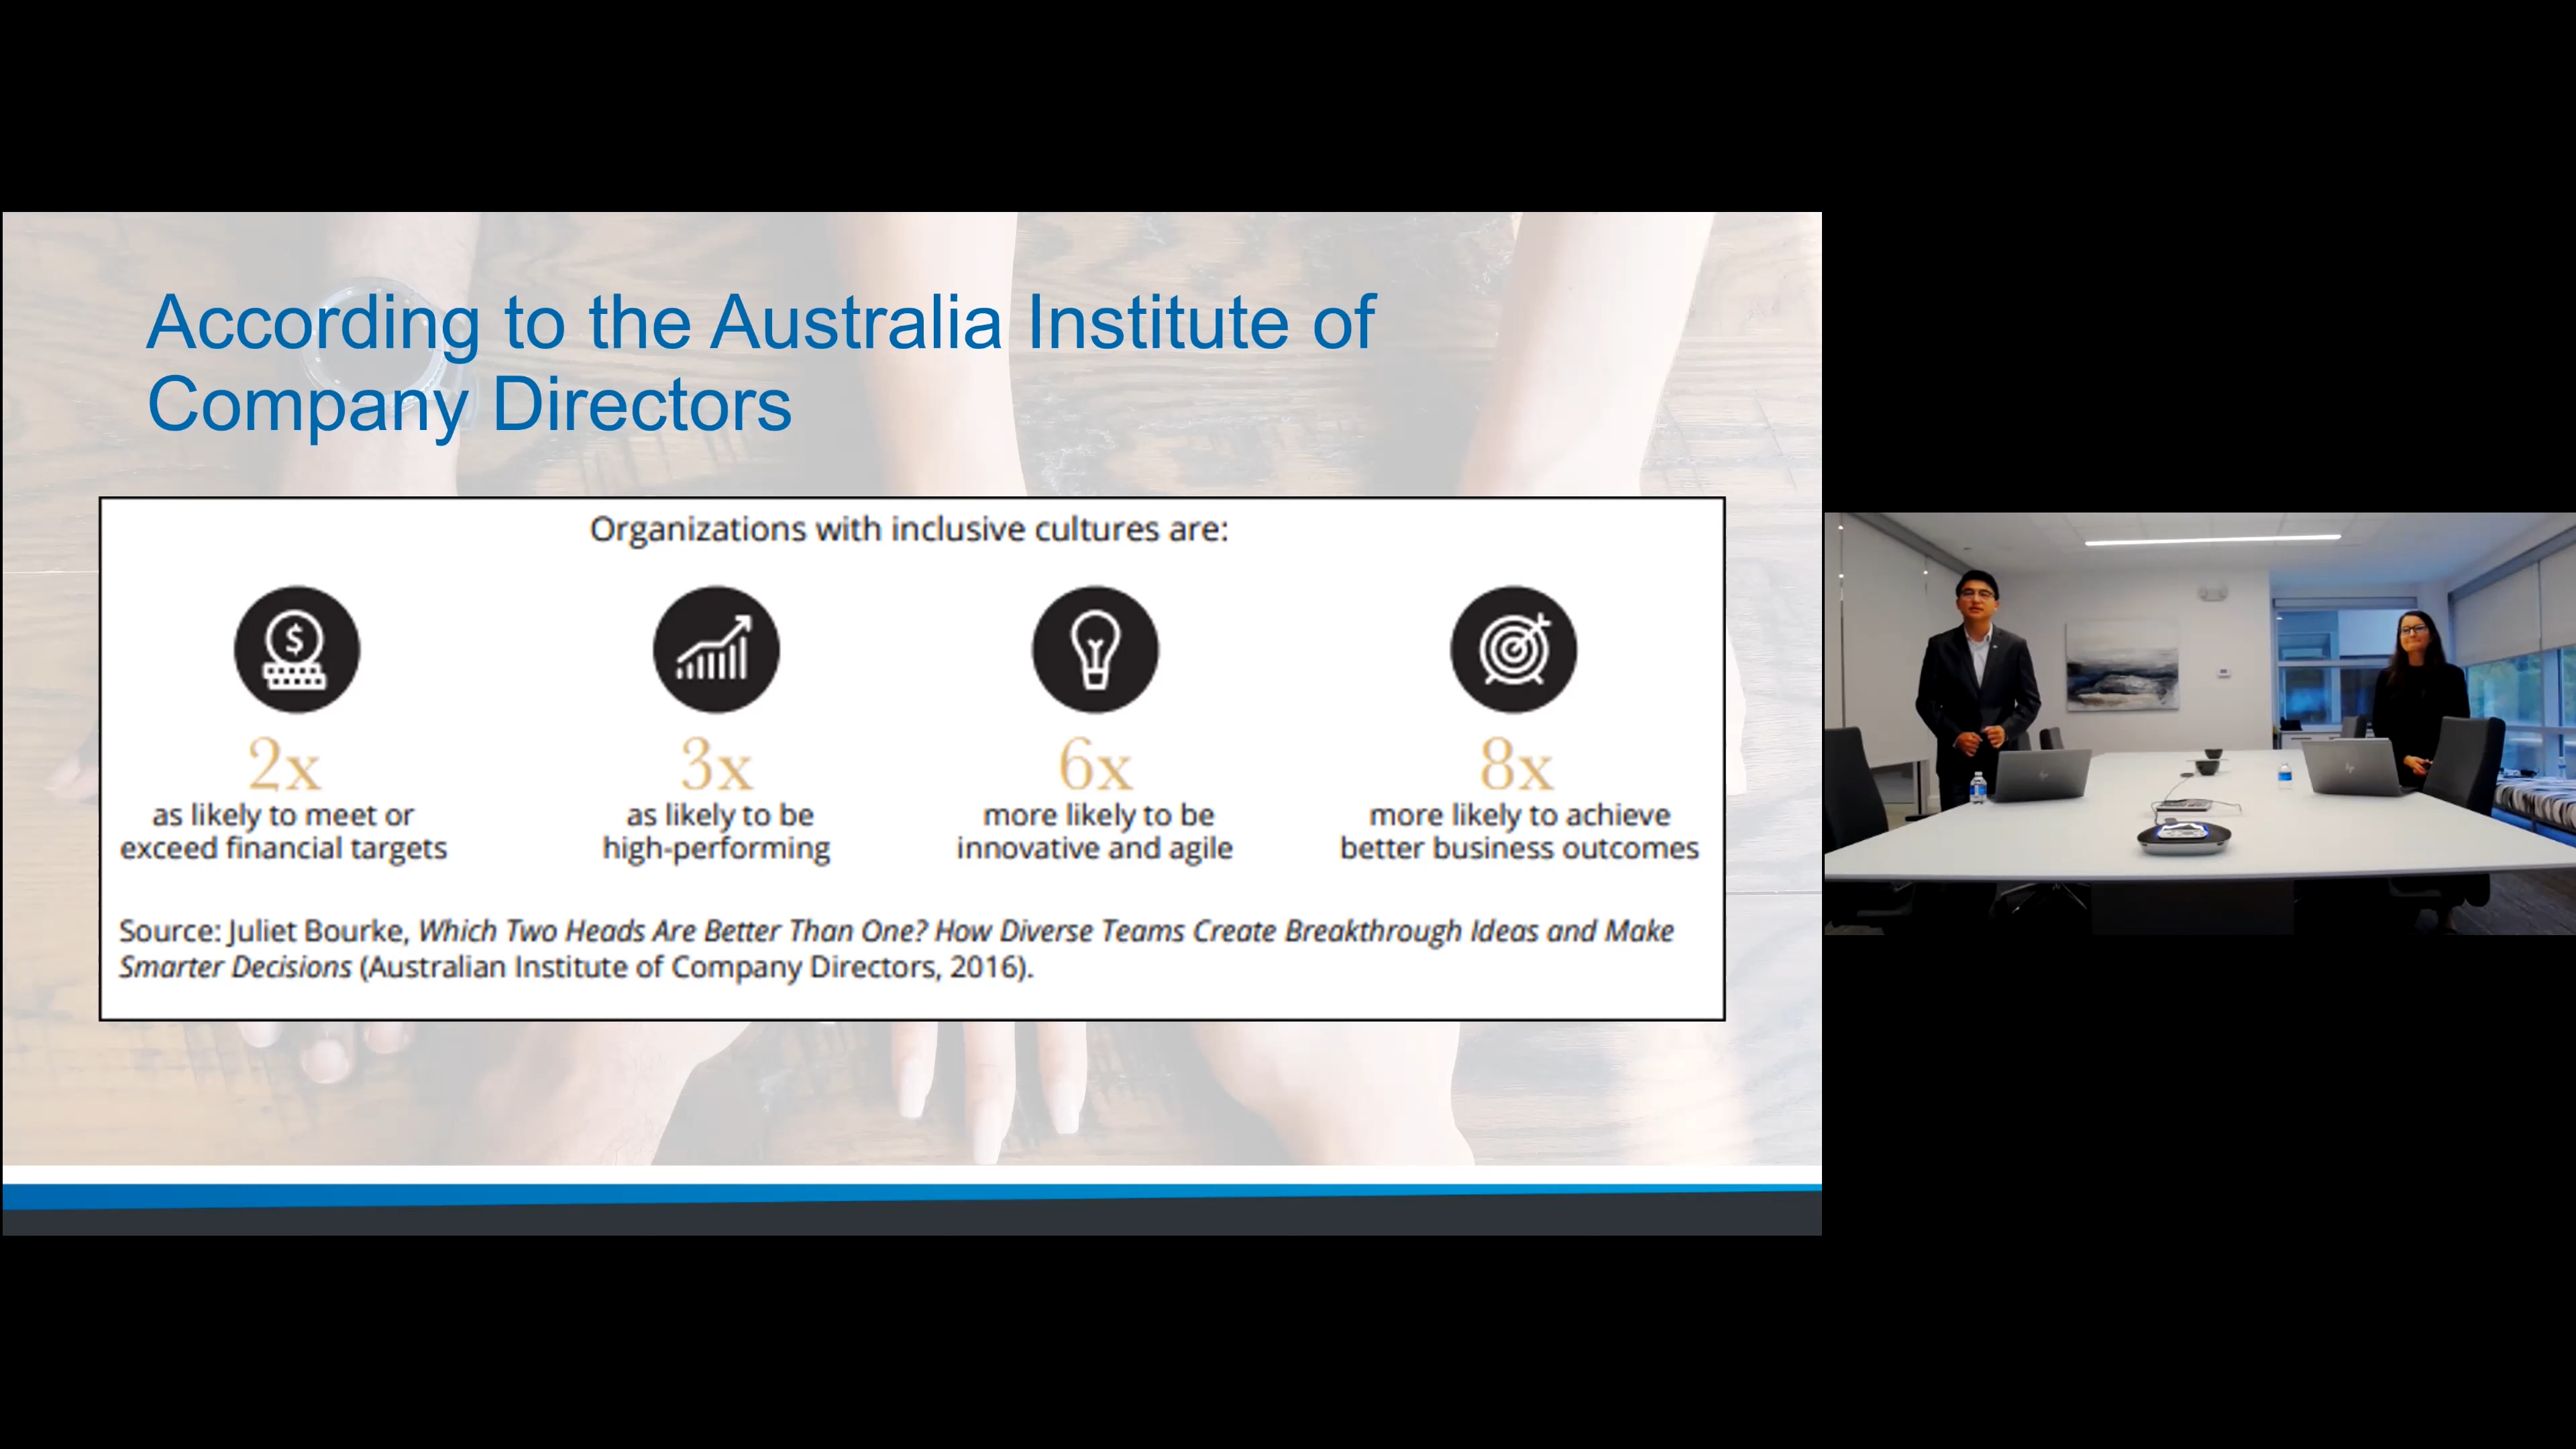 According to the Australia Institute of
Company Directors
Organizations with inclusive cultures are:
$
2x
as likely to meet or
exceed financial targets
3x
as likely to be
high-performing
6x
more likely to be
innovative and agile
8x
more likely to achieve
better business outcomes
Source: Juliet Bourke, Which Two Heads Are Better Than One? How Diverse Teams Create Breakthrough Ideas and Make
Smarter Decisions (Australian Institute of Company Directors, 2016).
hp